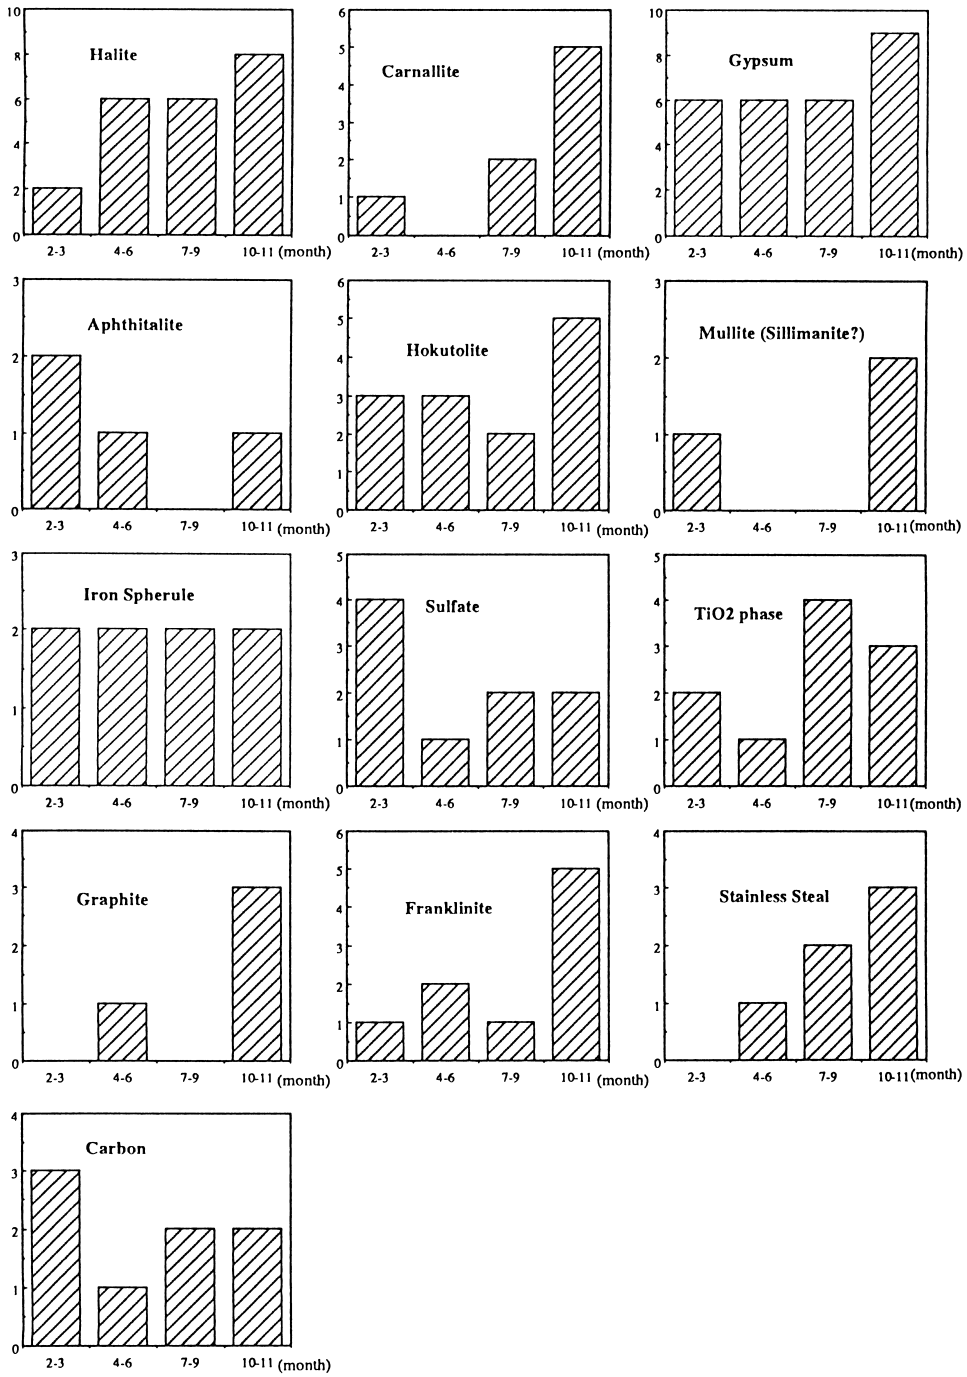 Halite
10
8
6
4
2
0
2-3 4-6 7-9 10-11 (month)
Carnallite
6
5
4
3
2
1
0
2-3 4-6 7-9 10-11 (month)
Gypsum
10
8
6
4
2
0
2-3 4-6 7-9 10-11 (month)
Aphthitalite
3
2
1
0
2-3 4-6 7-9 10-11 (month)
Hokutolite
6
5
4
3
2
1
0
2-3 4-6 7-9 10-11 (month)
Mullite (Sillimanite?)
3
2
1
0
2-3 4-6 7-9 10-11 (month)
Iron Spherule
3
2
1
0
2-3 4-6 7-9 10-11 (month)
Sulfate
5
4
3
2
1
0
2-3 4-6 7-9 10-11 (month)
TiO2 phase
5
4
3
2
1
0
2-3 4-6 7-9 10-11 (month)
Graphite
4
3
2
1
0
2-3 4-6 7-9 10-11 (month)
Franklinite
6
5
4
3
2
1
0
2-3 4-6 7-9 10-11 (month)
Stainless Steal
4
3
2
1
0
2-3 4-6 7-9 10-11 (month)
Carbon
4
3
2
1
0
2-3 4-6 7-9 10-11 (month)